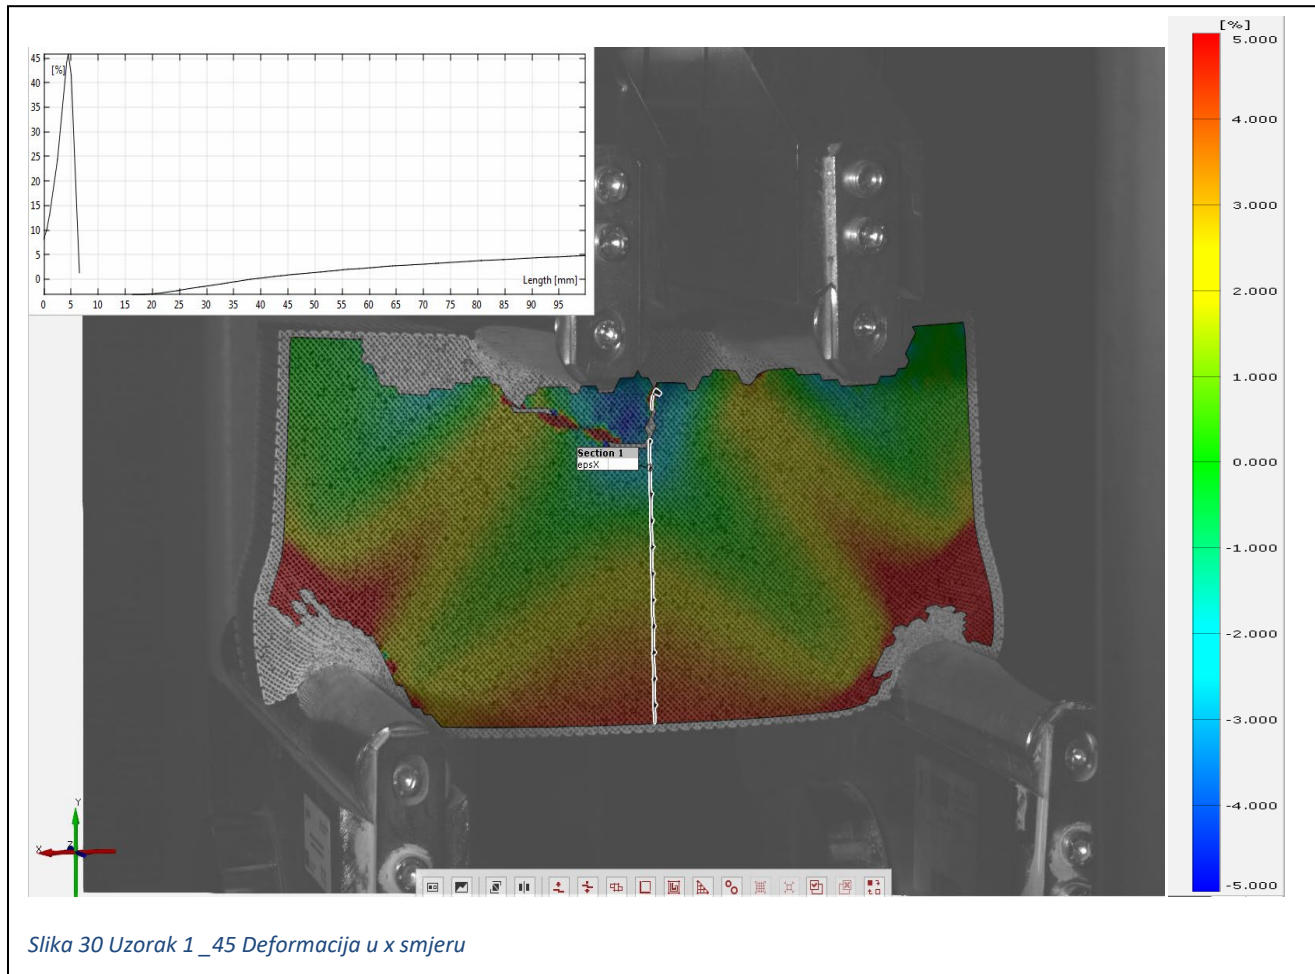 [%]
5.000
45
[%]
40
4.000
35
30
3.000
25
20
2.000
15
10
1.000
5
0
Length [mm]
0 5 10 15 20 25 30 35 40 45 50 55 60 65 70 75 80 85 90 95
0.000
Section 1
epsX
-1.000
-2.000
-3.000
-4.000
-5.000
Y
X
Z
Slika 30 Uzorak 1 _45 Deformacija u x smjeru